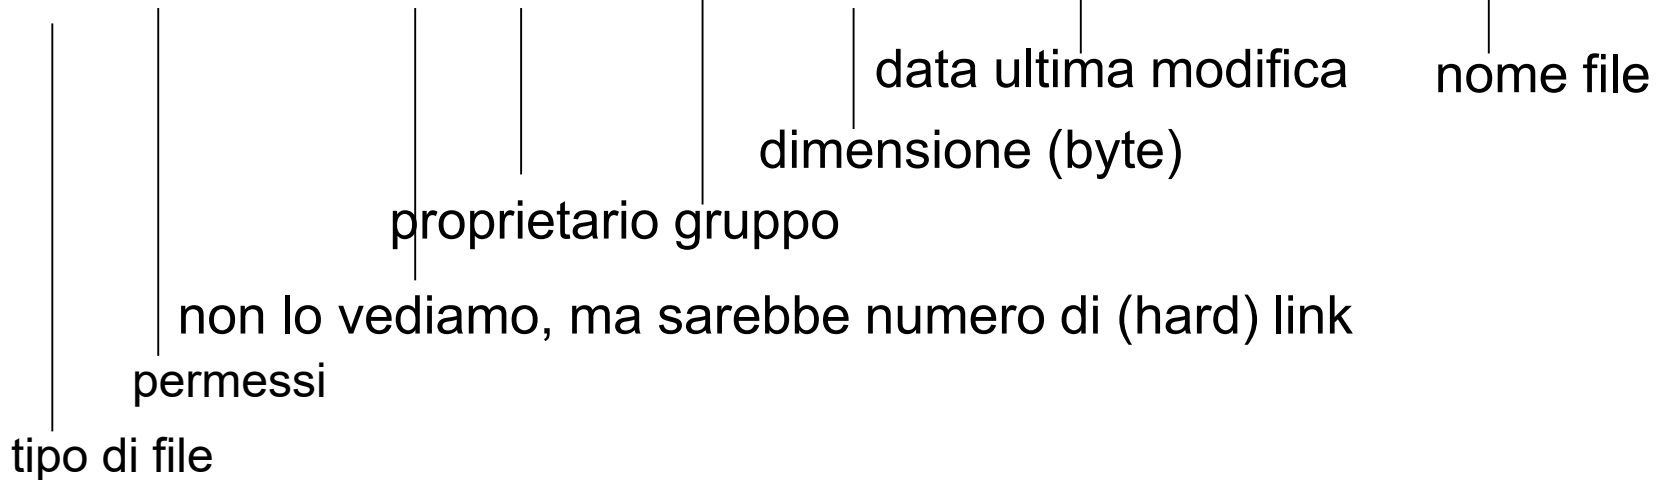 data ultima modifica
nome file
dimensione (byte)
proprietario gruppo
non lo vediamo, ma sarebbe numero di (hard) link
permessi
tipo di file